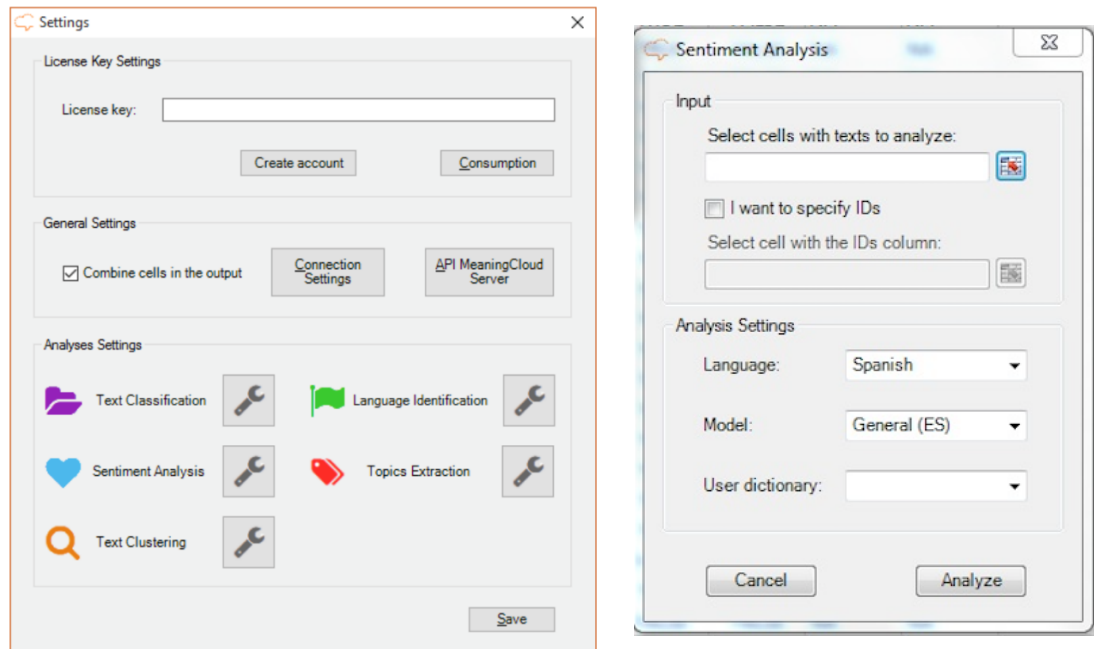 Settings
License Key Settings
License key:
Create account
Consumption
General Settings
Combine cells in the output
Connection
Settings
API MeaningCloud
Server
Analyses Settings
Text Classification
Language Identification
Sentiment Analysis
Topics Extraction
Text Clustering
Save
Sentiment Analysis
Input
Select cells with texts to analyze:
I want to specify IDs
Select cell with the IDs column:
Analysis Settings
Language:
Spanish
Model:
General (ES)
User dictionary:
Cancel
Analyze